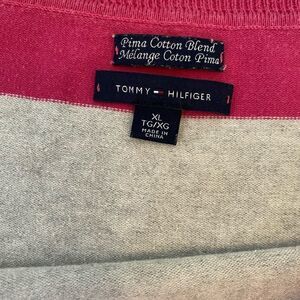 Pima Cotton Blend
Mélange Coton Pima
TOMMY HILFIGER
XL
TG/XG
MADE IN
CHINA